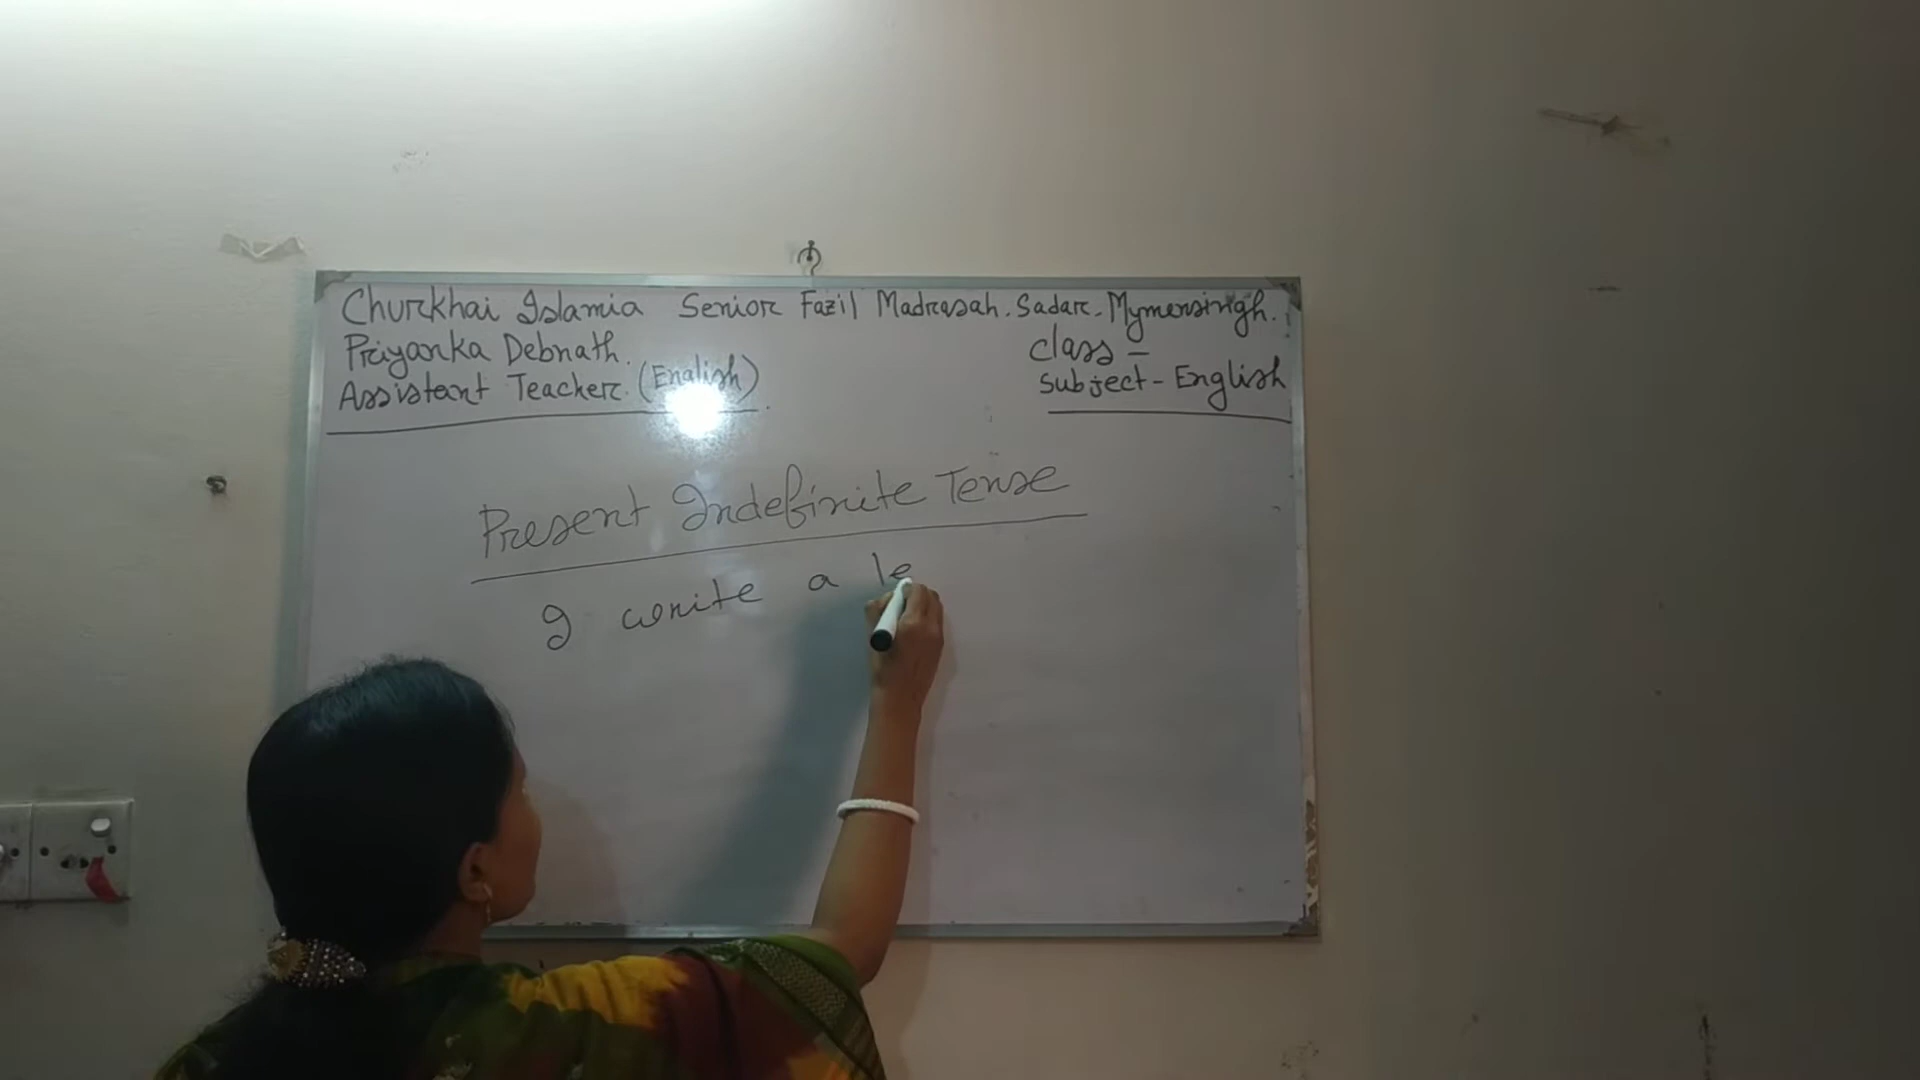 Churkhai Islamia Senior Fazil Madrasah. Sadar- Mymensingh.
Priyanka Debnath.
Class -
Assistant Teacher. (English)
Subject - English
Present Indefinite Tense
I write a le